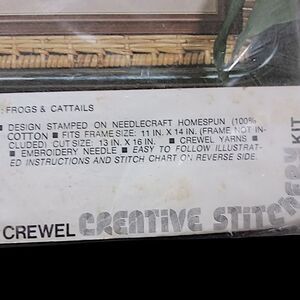 : FROGS & CATTAILS
■ DESIGN STAMPED ON NEEDLECRAFT HOMESPUN (100%
COTTON ■ FITS FRAME SIZE: 11 IN. X 14 IN. (FRAME NOT IN-
CLUDED) CUT SIZE: 13 IN. X 16 IN. ■ CREWEL YARNS ■
■ EMBROIDERY NEEDLE ■ EASY TO FOLLOW ILLUSTRAT-
ED INSTRUCTIONS AND STITCH CHART ON REVERSE SIDE.
CREWEL CREATIVE STITCHERY KIT